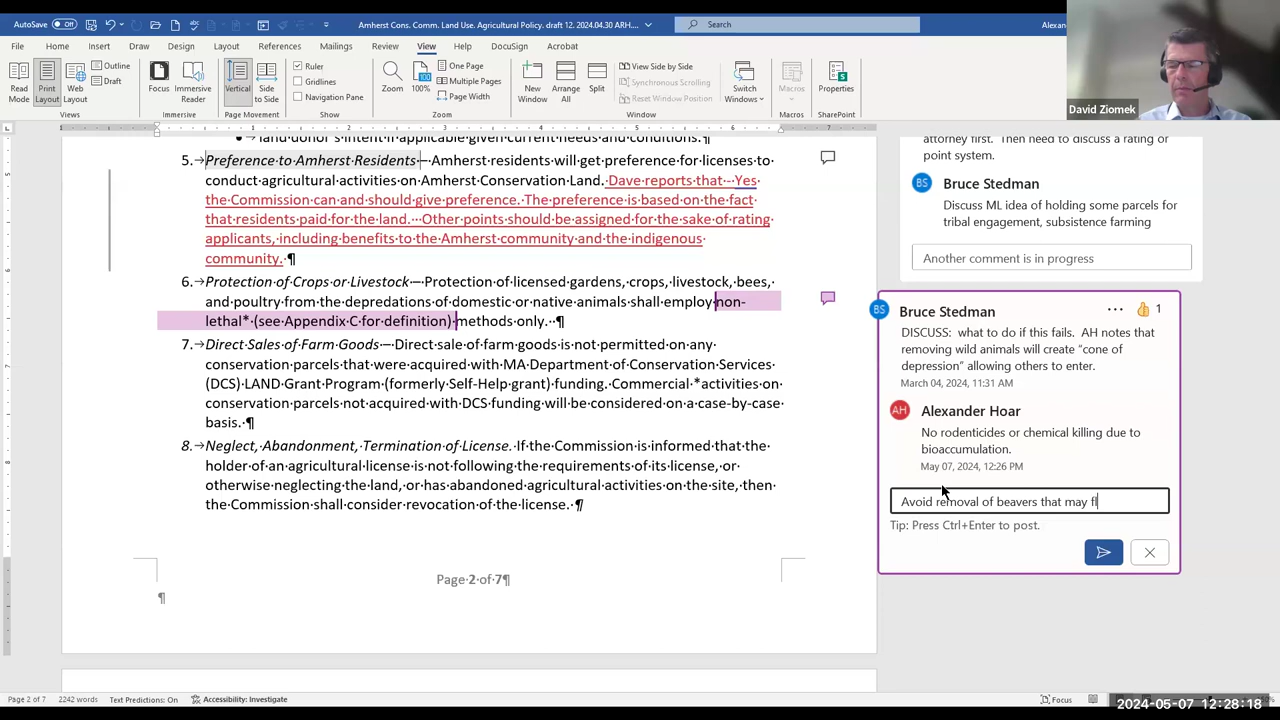 AutoSave Off Amherst Cons. Comm. Land Use. Agricultural Policy. draft 12. 2024.04.30 ARH.... Search Alexan
File Home Insert Draw Design Layout References Mailings Review View Help DocuSign Acrobat
Read Mode
Print Layout
Web Layout
Outline
Draft
Focus
Immersive Reader
Vertical
Side to Side
Page Movement
Ruler
Gridlines
Navigation Pane
Show
Zoom
100%
One Page
Multiple Pages
Page Width
Zoom
New Window
Arrange All
Split
View Side by Side
Synchronous Scrolling
Reset Window Position
Switch Windows
Window
Macros
Macros
Properties
SharePoint
David Ziomek
land donor's intent if applicable given current needs and conditions.¶
5.→Preference to Amherst Residents – Amherst residents will get preference for licenses to
conduct agricultural activities on Amherst Conservation Land. Dave reports that – Yes
the Commission can and should give preference. The preference is based on the fact
that residents paid for the land. Other points should be assigned for the sake of rating
applicants, including benefits to the Amherst community and the indigenous
community. ¶
6.→Protection of Crops or Livestock – Protection of licensed gardens, crops, livestock, bees,
and poultry from the depredations of domestic or native animals shall employ non-
lethal* (see Appendix C for definition) methods only. ¶
7.→Direct Sales of Farm Goods – Direct sale of farm goods is not permitted on any
conservation parcels that were acquired with MA Department of Conservation Services
(DCS) LAND Grant Program (formerly Self-Help grant) funding. Commercial *activities on
conservation parcels not acquired with DCS funding will be considered on a case-by-case
basis. ¶
8.→Neglect, Abandonment, Termination of License. If the Commission is informed that the
holder of an agricultural license is not following the requirements of its license, or
otherwise neglecting the land, or has abandoned agricultural activities on the site, then
the Commission shall consider revocation of the license. ¶
Page 2 of 7¶
¶
attorney first. Then need to discuss a rating
or point system.
BS Bruce Stedman
Discuss ML idea of holding some parcels for
tribal engagement, subsistence farming
Another comment is in progress
BS Bruce Stedman ... 1
DISCUSS: what to do if this fails. AH notes that
removing wild animals will create "cone of
depression" allowing others to enter.
March 04, 2024, 11:31 AM
AH Alexander Hoar
No rodenticides or chemical killing due to
bioaccumulation.
May 07, 2024, 12:26 PM
Avoid removal of beavers that may fl
Tip: Press Ctrl+Enter to post.
Page 2 of 7 2242 words Text Predictions: On Accessibility: Investigate Focus
2024-05-07 12:28:18